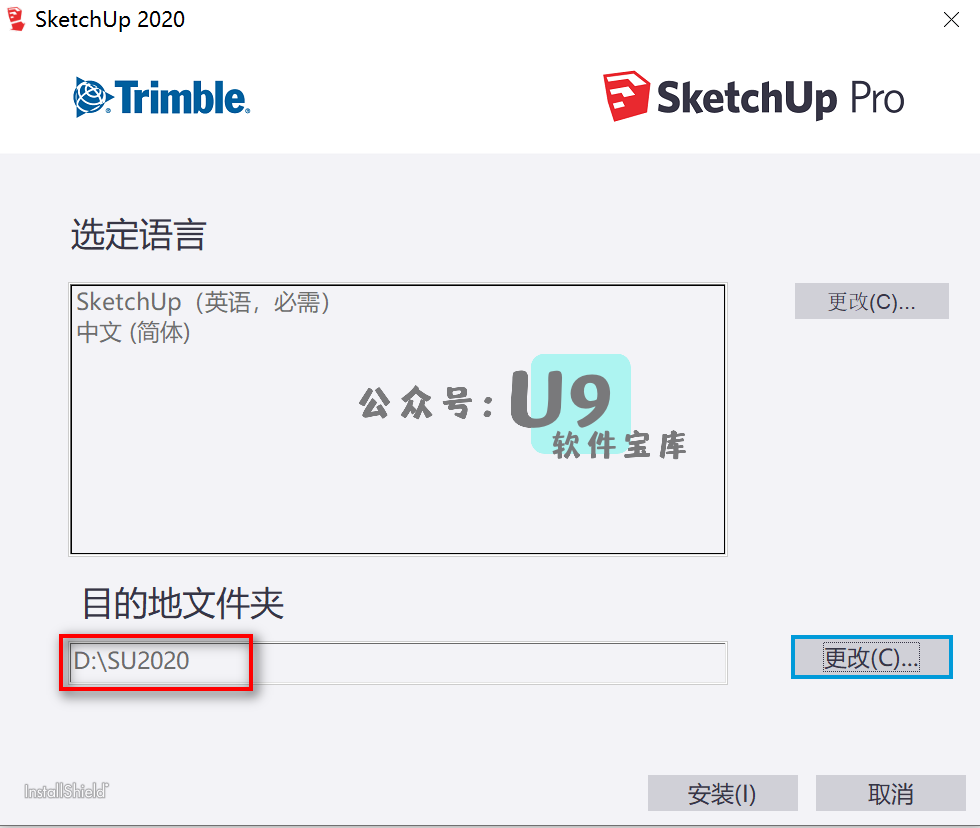 SketchUp 2020
Trimble.
SketchUp Pro
选定语言
SketchUp（英语，必需）
中文 (简体)
更改(C)...
公众号：U9
软件宝库
目的地文件夹
D:\SU2020
更改(C)...
InstallShield
安装(I)
取消